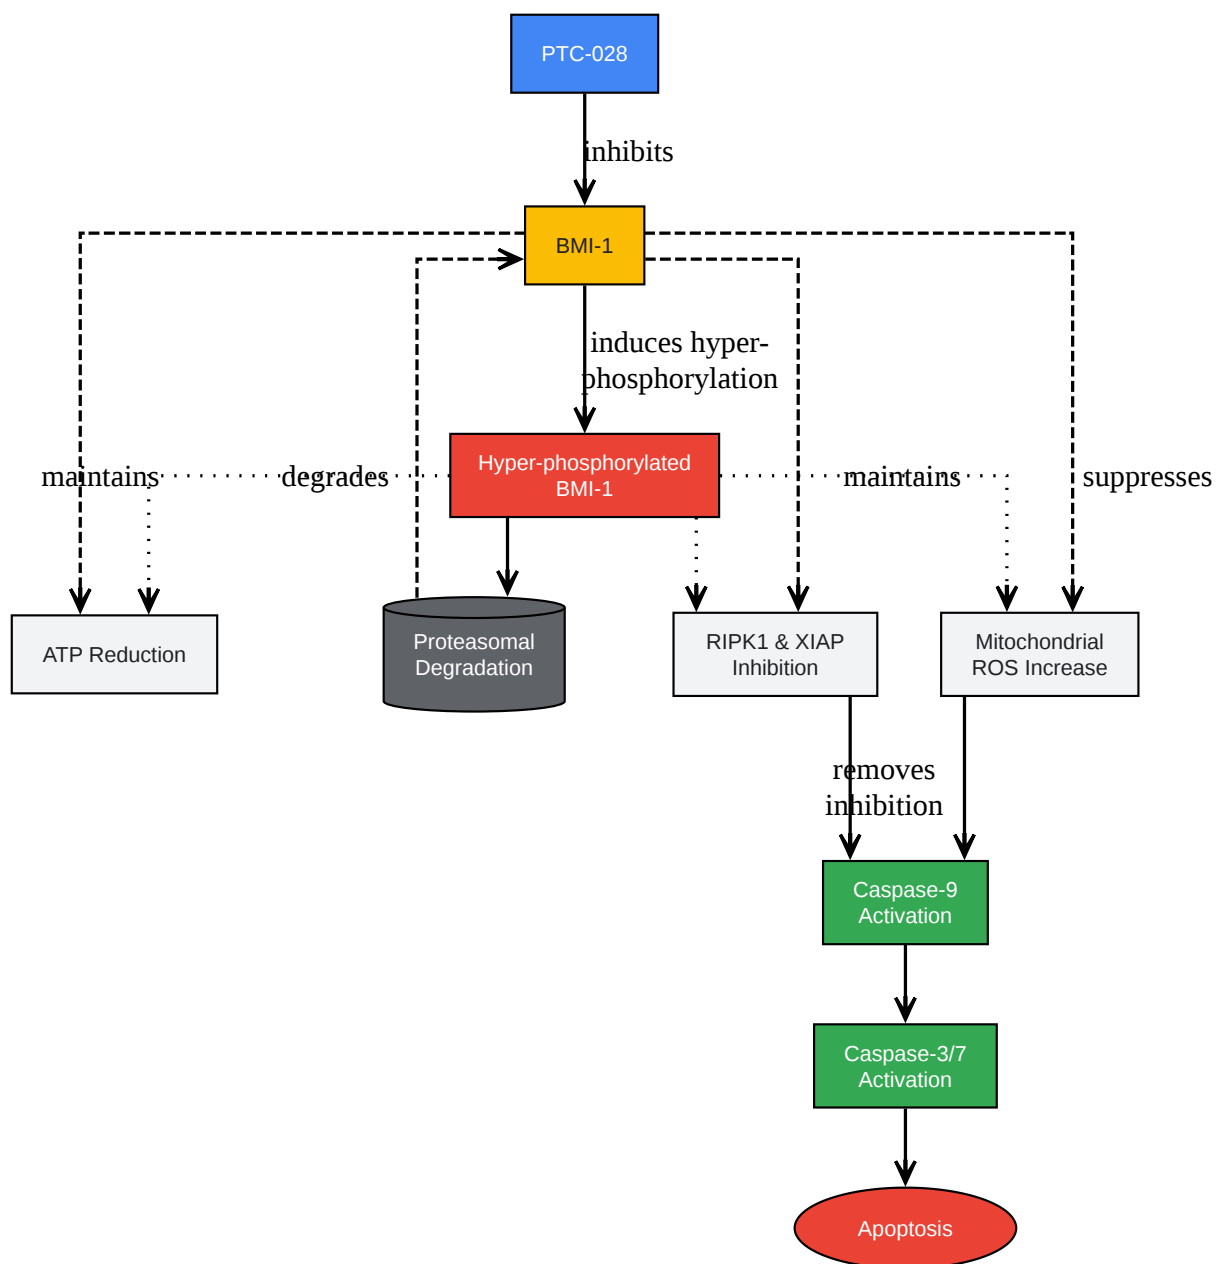 PTC-028
inhibits
BMI-1
induces hyper-
phosphorylation
Hyper-phosphorylated
BMI-1
maintains
degrades
maintains
suppresses
ATP Reduction
Proteasomal
Degradation
RIPK1 & XIAP
Inhibition
Mitochondrial
ROS Increase
removes
inhibition
Caspase-9
Activation
Caspase-3/7
Activation
Apoptosis